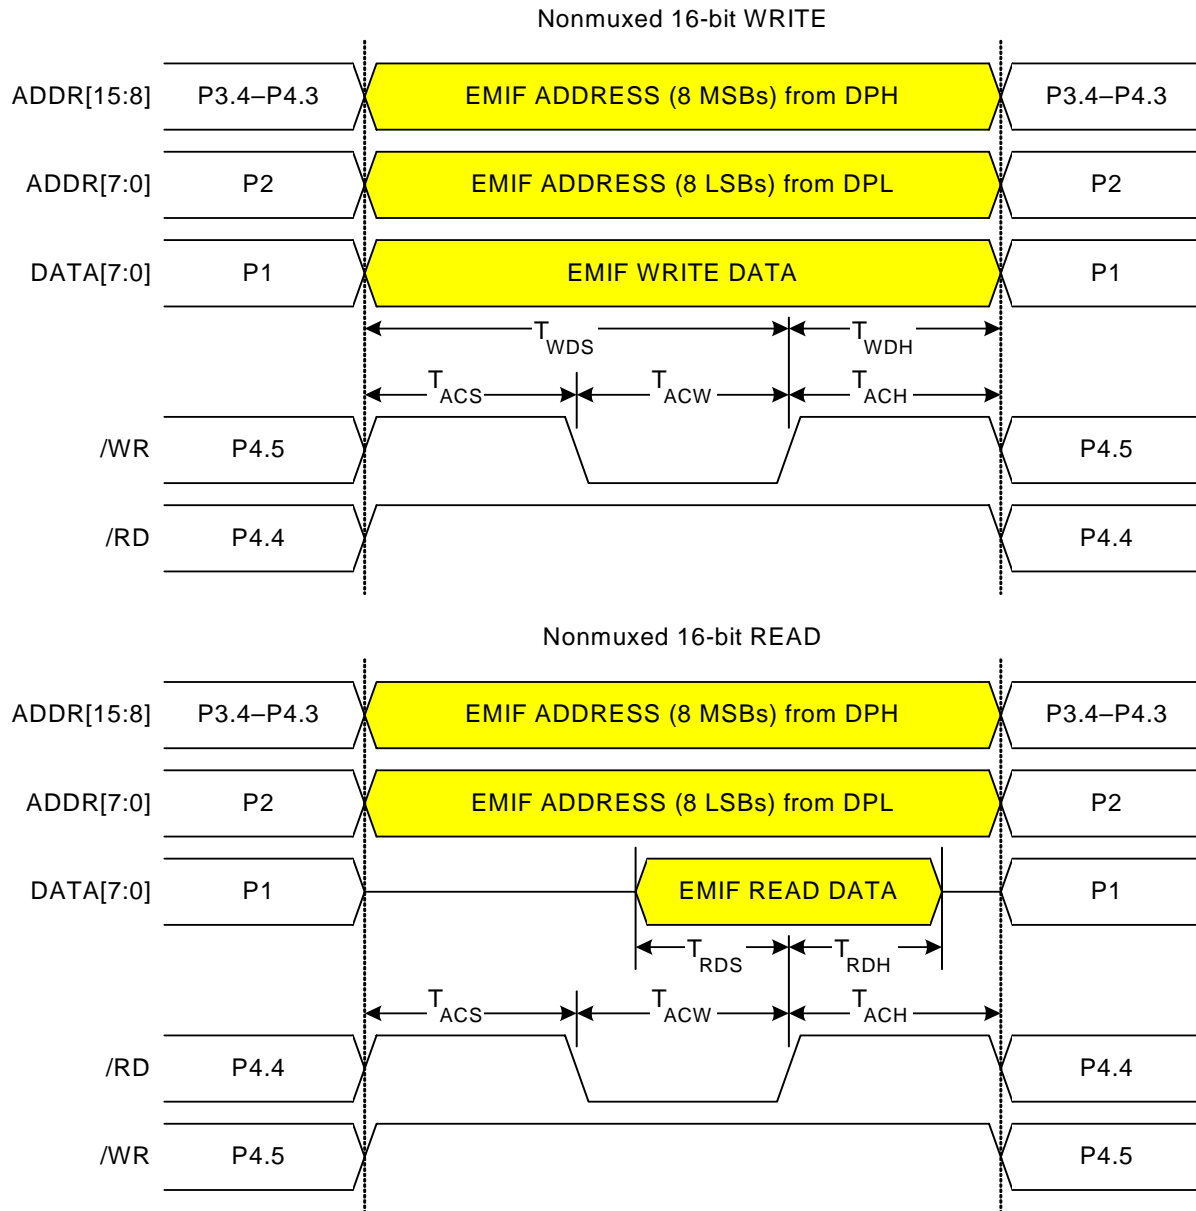 Nonmuxed 16-bit WRITE
ADDR[15:8] P3.4–P4.3 EMIF ADDRESS (8 MSBs) from DPH P3.4–P4.3
ADDR[7:0] P2 EMIF ADDRESS (8 LSBs) from DPL P2
DATA[7:0] P1 EMIF WRITE DATA P1
TWDS TWDH
TACS TACW TACH
/WR P4.5 P4.5
/RD P4.4 P4.4
Nonmuxed 16-bit READ
ADDR[15:8] P3.4–P4.3 EMIF ADDRESS (8 MSBs) from DPH P3.4–P4.3
ADDR[7:0] P2 EMIF ADDRESS (8 LSBs) from DPL P2
DATA[7:0] P1 EMIF READ DATA P1
TRDS TRDH
TACS TACW TACH
/RD P4.4 P4.4
/WR P4.5 P4.5